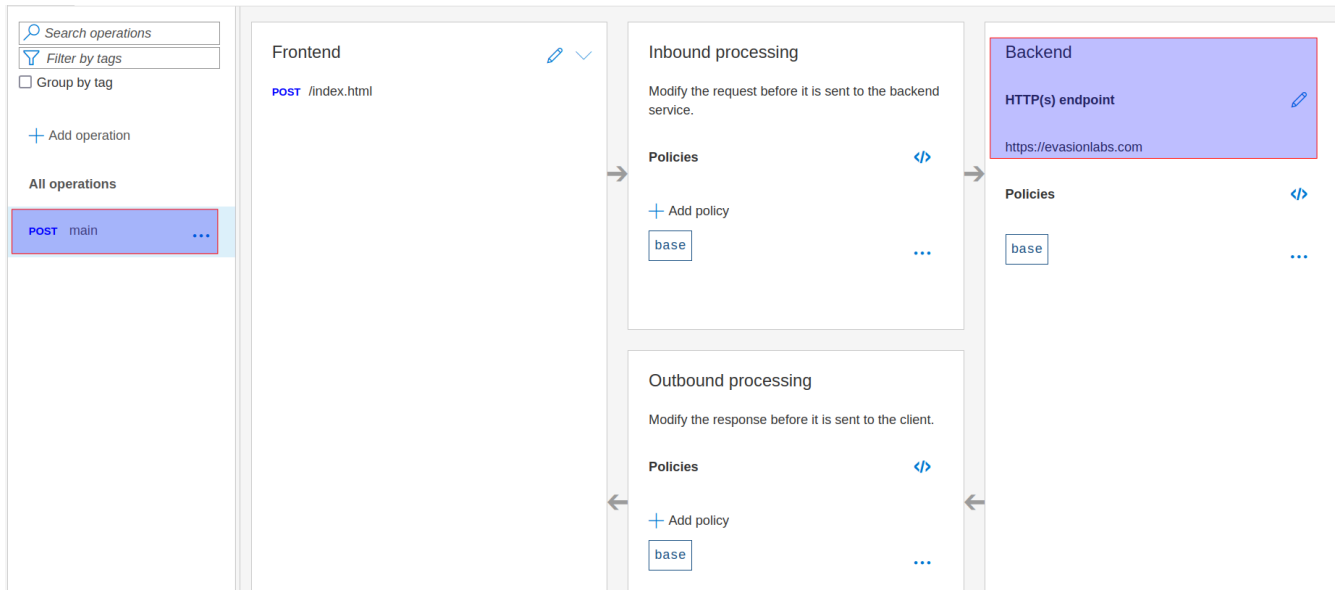 Search operations
Filter by tags
Group by tag
Add operation
All operations
POST main
Frontend
POST /index.html
Inbound processing
Modify the request before it is sent to the backend
service.
Policies
</>
Add policy
base
Outbound processing
Modify the response before it is sent to the client.
Policies
</>
Add policy
base
Backend
HTTP(s) endpoint
https://evasionlabs.com
Policies
</>
base